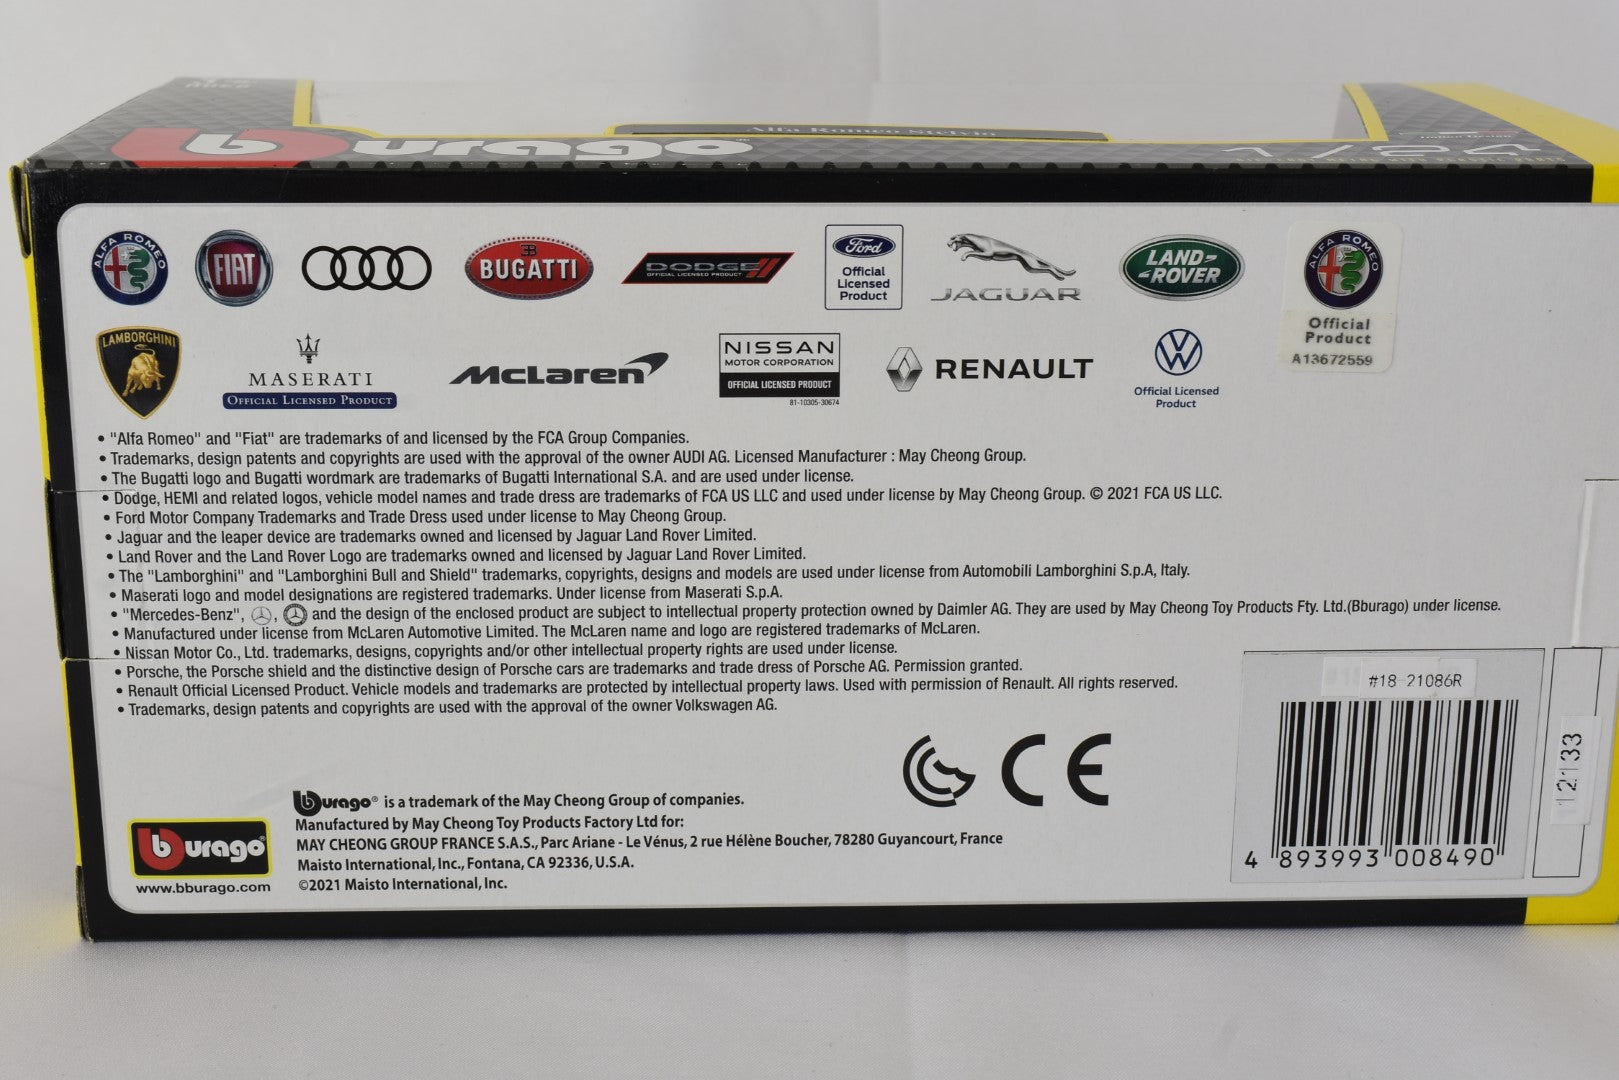 Bburago
Alfa Romeo Stelvio
1/24
ALFA ROMEO
FIAT
BUGATTI
DODGE
OFFICIAL LICENSED PRODUCT
Ford
Official
Licensed
Product
JAGUAR
LAND-
ROVER
ALFA ROMEO
Official
Product
A13672559
LAMBORGHINI
MASERATI
OFFICIAL LICENSED PRODUCT
McLaren
NISSAN
MOTOR CORPORATION
OFFICIAL LICENSED PRODUCT
81-10305-30674
RENAULT
Official Licensed
Product
• "Alfa Romeo" and "Fiat" are trademarks of and licensed by the FCA Group Companies.
• Trademarks, design patents and copyrights are used with the approval of the owner AUDI AG. Licensed Manufacturer : May Cheong Group.
• The Bugatti logo and Bugatti wordmark are trademarks of Bugatti International S.A. and are used under license.
• Dodge, HEMI and related logos, vehicle model names and trade dress are trademarks of FCA US LLC and used under license by May Cheong Group. © 2021 FCA US LLC.
• Ford Motor Company Trademarks and Trade Dress used under license to May Cheong Group.
• Jaguar and the leaper device are trademarks owned and licensed by Jaguar Land Rover Limited.
• Land Rover and the Land Rover Logo are trademarks owned and licensed by Jaguar Land Rover Limited.
• The "Lamborghini" and "Lamborghini Bull and Shield" trademarks, copyrights, designs and models are used under license from Automobili Lamborghini S.p.A, Italy.
• Maserati logo and model designations are registered trademarks. Under license from Maserati S.p.A.
• "Mercedes-Benz", , and the design of the enclosed product are subject to intellectual property protection owned by Daimler AG. They are used by May Cheong Toy Products Fty. Ltd.(Bburago) under license.
• Manufactured under license from McLaren Automotive Limited. The McLaren name and logo are registered trademarks of McLaren.
• Nissan Motor Co., Ltd. trademarks, designs, copyrights and/or other intellectual property rights are used under license.
• Porsche, the Porsche shield and the distinctive design of Porsche cars are trademarks and trade dress of Porsche AG. Permission granted.
• Renault Official Licensed Product. Vehicle models and trademarks are protected by intellectual property laws. Used with permission of Renault. All rights reserved.
• Trademarks, design patents and copyrights are used with the approval of the owner Volkswagen AG.
#18-21086R
12133
CE
Bburago® is a trademark of the May Cheong Group of companies.
Manufactured by May Cheong Toy Products Factory Ltd for:
MAY CHEONG GROUP FRANCE S.A.S., Parc Ariane - Le Vénus, 2 rue Hélène Boucher, 78280 Guyancourt, France
Maisto International, Inc., Fontana, CA 92336, U.S.A.
©2021 Maisto International, Inc.
Bburago
www.bburago.com
4 893993 008490